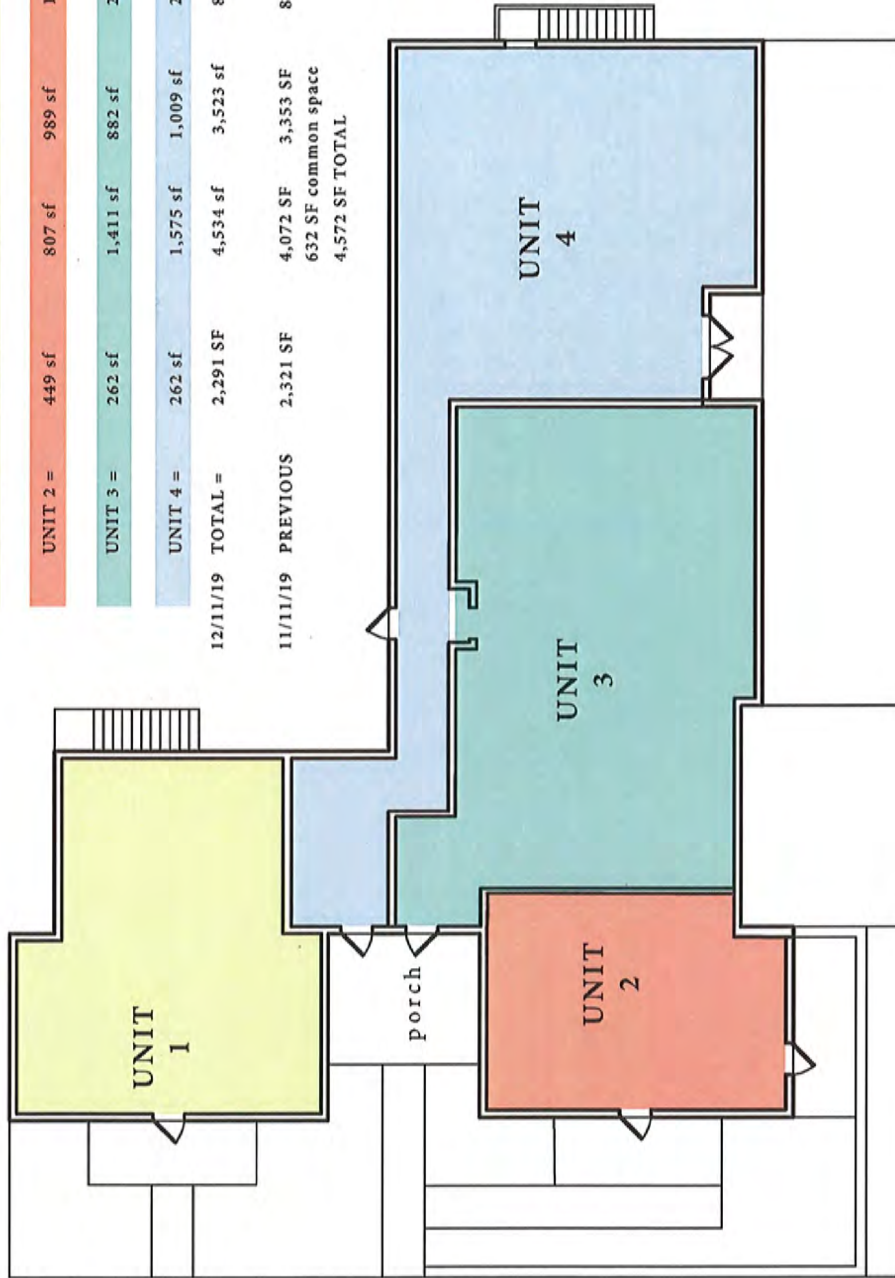 UNIT 2 = 449 sf 807 sf 989 sf
UNIT 3 = 262 sf 1,411 sf 882 sf
UNIT 4 = 262 sf 1,575 sf 1,009 sf
12/11/19 TOTAL = 2,291 SF 4,534 sf 3,523 sf
11/11/19 PREVIOUS 2,321 SF 4,072 SF 3,353 SF
632 SF common space
4,572 SF TOTAL
UNIT
1
porch
UNIT
2
UNIT
3
UNIT
4